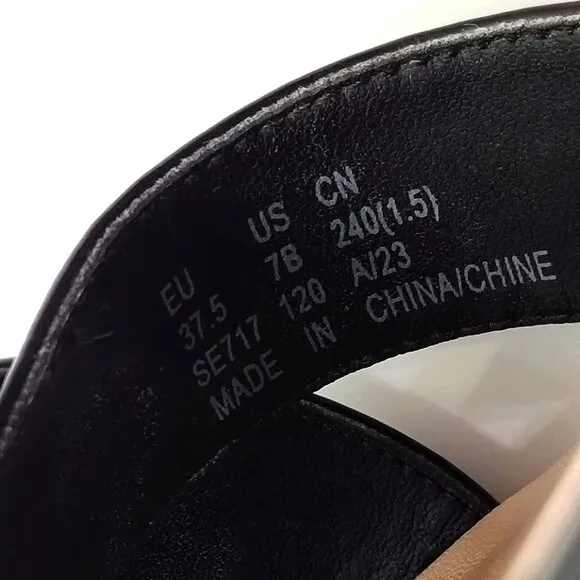 EU US CN
37.5 7B 240(1.5)
SE717 120 A/23
MADE IN CHINA/CHINE